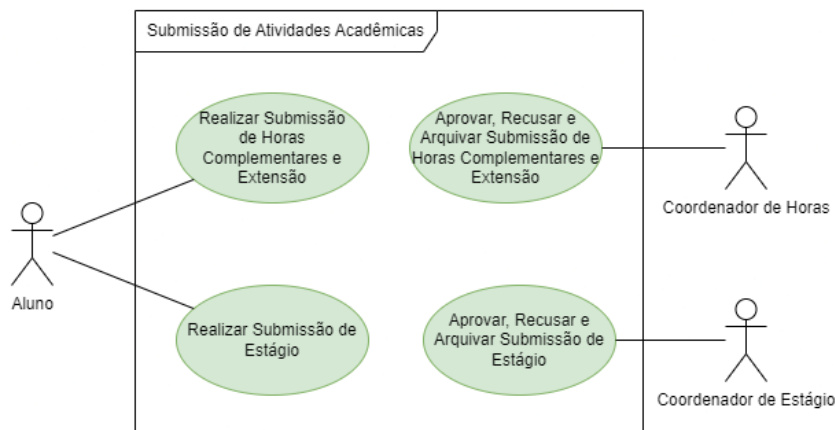 Submissão de Atividades Acadêmicas
Realizar Submissão
de Horas
Complementares e
Extensão
Aprovar, Recusar e
Arquivar Submissão de
Horas Complementares e
Extensão
Coordenador de Horas
Aluno
Realizar Submissão de
Estágio
Aprovar, Recusar e
Arquivar Submissão de
Estágio
Coordenador de Estágio